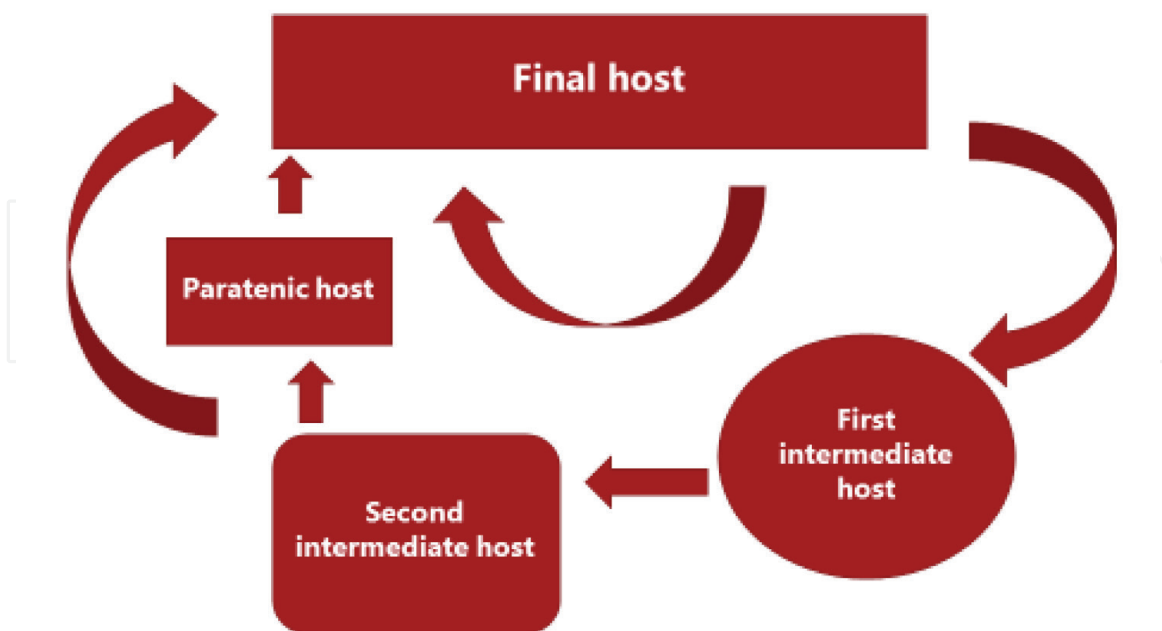 Final host
Paratenic host
First
intermediate
host
Second
intermediate host